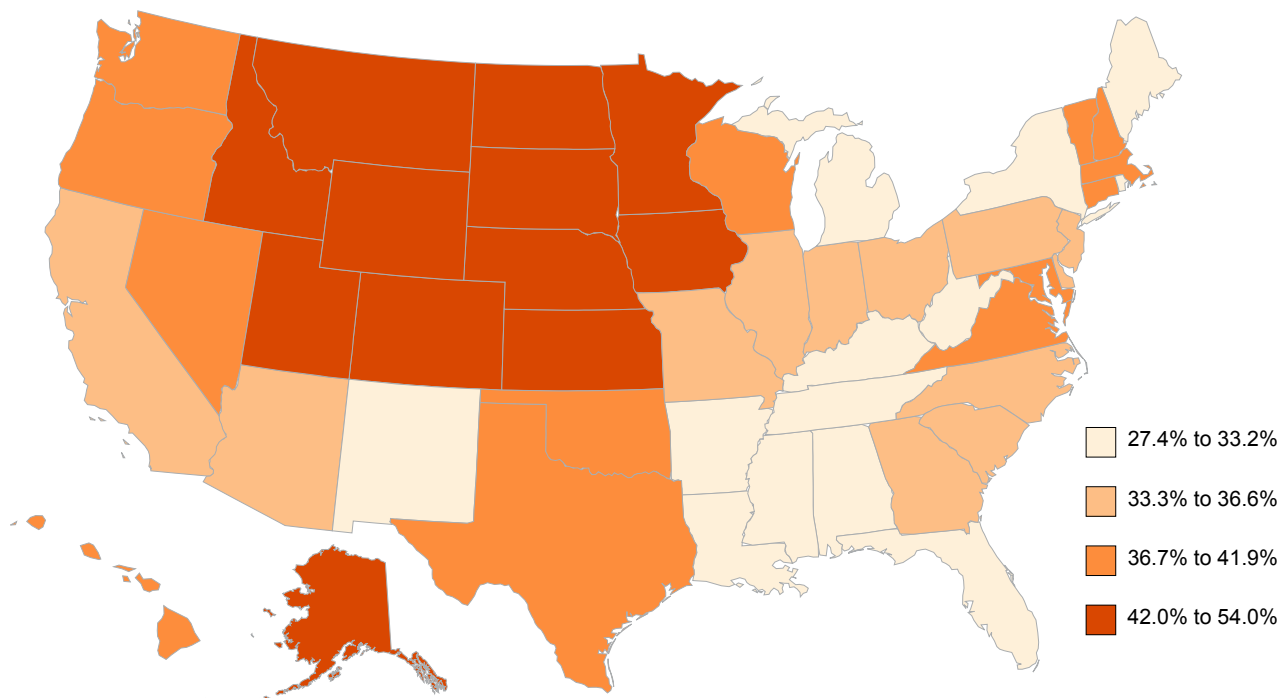 27.4% to 33.2%
33.3% to 36.6%
36.7% to 41.9%
42.0% to 54.0%